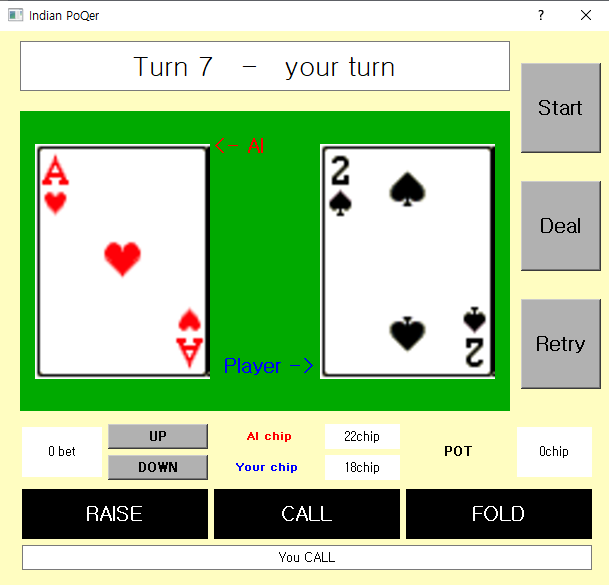 Indian PoQer
?
Turn 7 - your turn
Start
A
<- AI
2
Deal
A
Player ->
2
Retry
0 bet
UP
AI chip
22chip
POT
0chip
DOWN
Your chip
18chip
RAISE
CALL
FOLD
You CALL